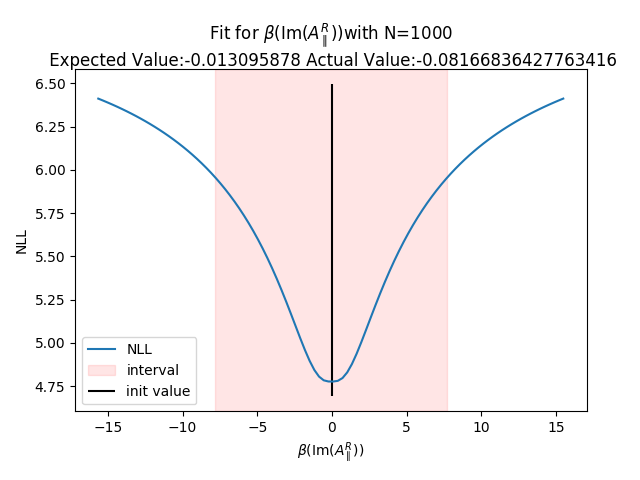 Fit for β(Im(A^R_∥))with N=1000
Expected Value:-0.013095878 Actual Value:-0.08166836427763416
6.50
6.25
6.00
5.75
5.50
5.25
5.00
4.75
NLL
NLL
interval
init value
−15 −10 −5 0 5 10 15
β(Im(A^R_∥))